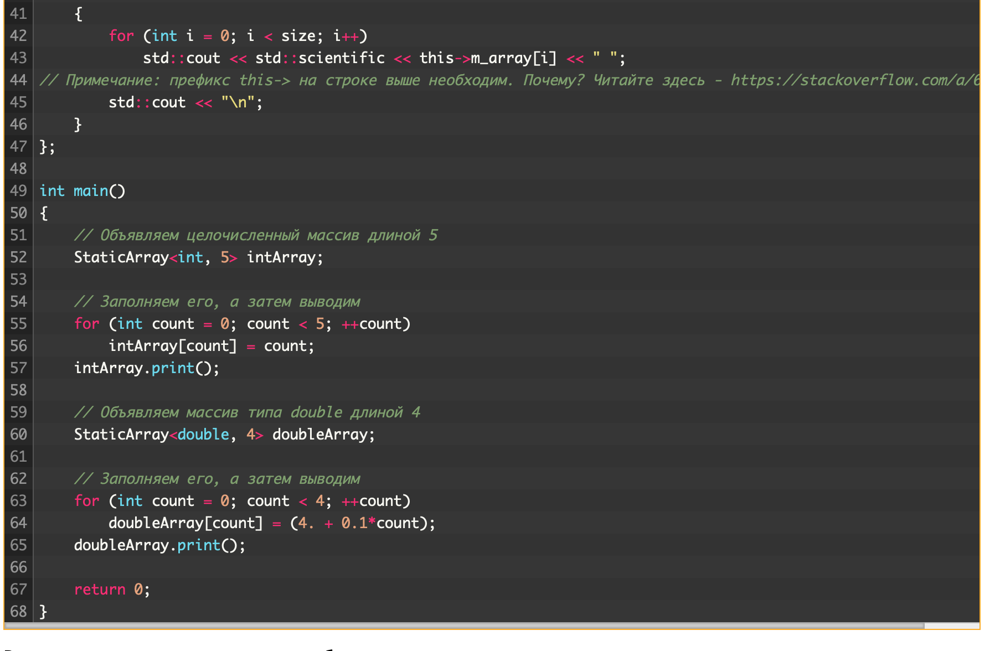 41 {
42 for (int i = 0; i < size; i++)
43 std::cout << std::scientific << this->m_array[i] << " ";
44 // Примечание: префикс this-> на строке выше необходим. Почему? Читайте здесь - https://stackoverflow.com/a/6
45 std::cout << "\n";
46 }
47 };
48
49 int main()
50 {
51 // Объявляем целочисленный массив длиной 5
52 StaticArray<int, 5> intArray;
53
54 // Заполняем его, а затем выводим
55 for (int count = 0; count < 5; ++count)
56 intArray[count] = count;
57 intArray.print();
58
59 // Объявляем массив типа double длиной 4
60 StaticArray<double, 4> doubleArray;
61
62 // Заполняем его, а затем выводим
63 for (int count = 0; count < 4; ++count)
64 doubleArray[count] = (4. + 0.1*count);
65 doubleArray.print();
66
67 return 0;
68 }